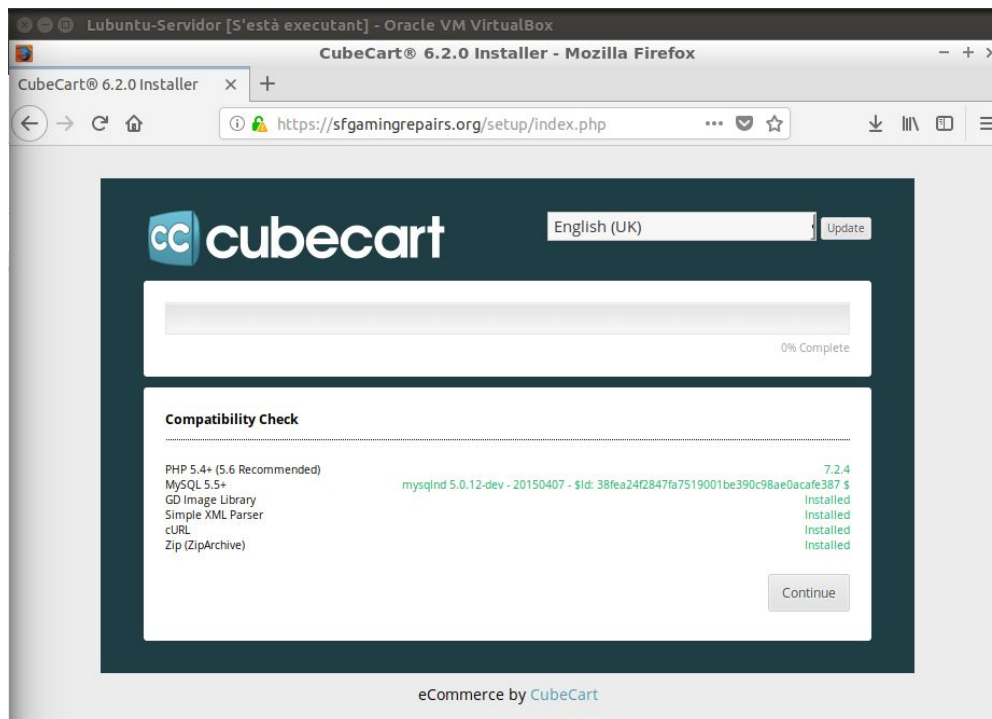 Lubuntu-Servidor [S'està executant] - Oracle VM VirtualBox
CubeCart® 6.2.0 Installer - Mozilla Firefox
CubeCart® 6.2.0 Installer
https://sfgamingrepairs.org/setup/index.php
cc cubecart
English (UK)
Update
0% Complete
Compatibility Check
PHP 5.4+ (5.6 Recommended) 7.2.4
MySQL 5.5+ mysqlnd 5.0.12-dev - 20150407 - $Id: 38fea24f2847fa7519001be390c98ae0acafe387 $
GD Image Library Installed
Simple XML Parser Installed
cURL Installed
Zip (ZipArchive) Installed
Continue
eCommerce by CubeCart